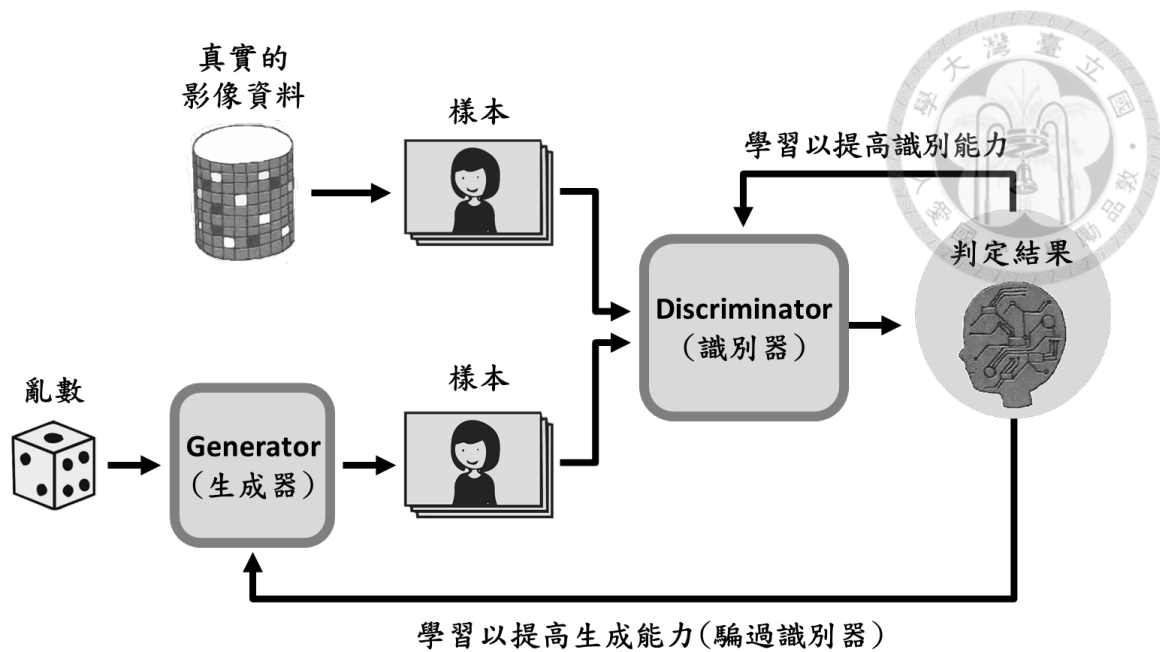 真實的
影像資料
樣本
學習以提高識別能力
判定結果
Discriminator
(識別器)
亂數
Generator
(生成器)
樣本
學習以提高生成能力(騙過識別器)